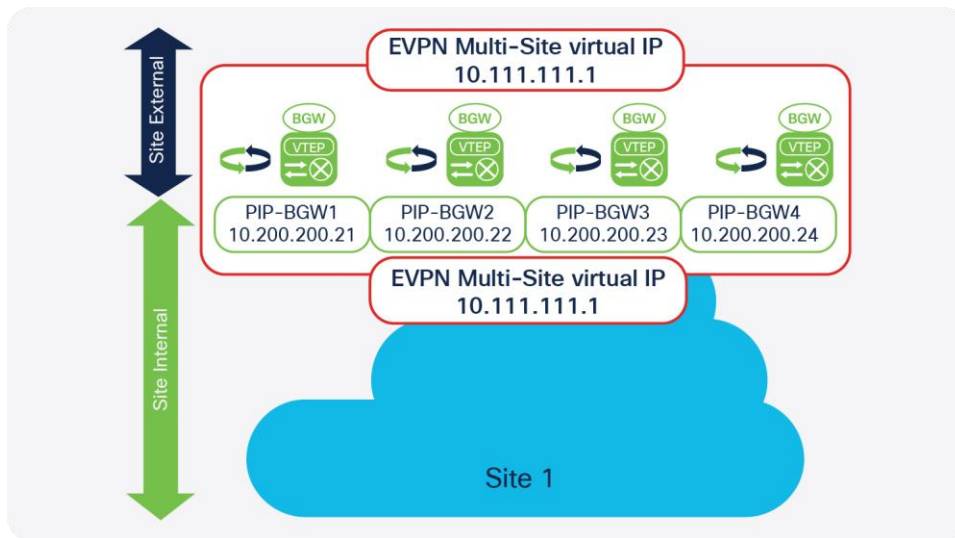 Site External
EVPN Multi-Site virtual IP
10.111.111.1
BGW
BGW
BGW
BGW
VTEP
VTEP
VTEP
VTEP
PIP-BGW1
10.200.200.21
PIP-BGW2
10.200.200.22
PIP-BGW3
10.200.200.23
PIP-BGW4
10.200.200.24
EVPN Multi-Site virtual IP
10.111.111.1
Site Internal
Site 1